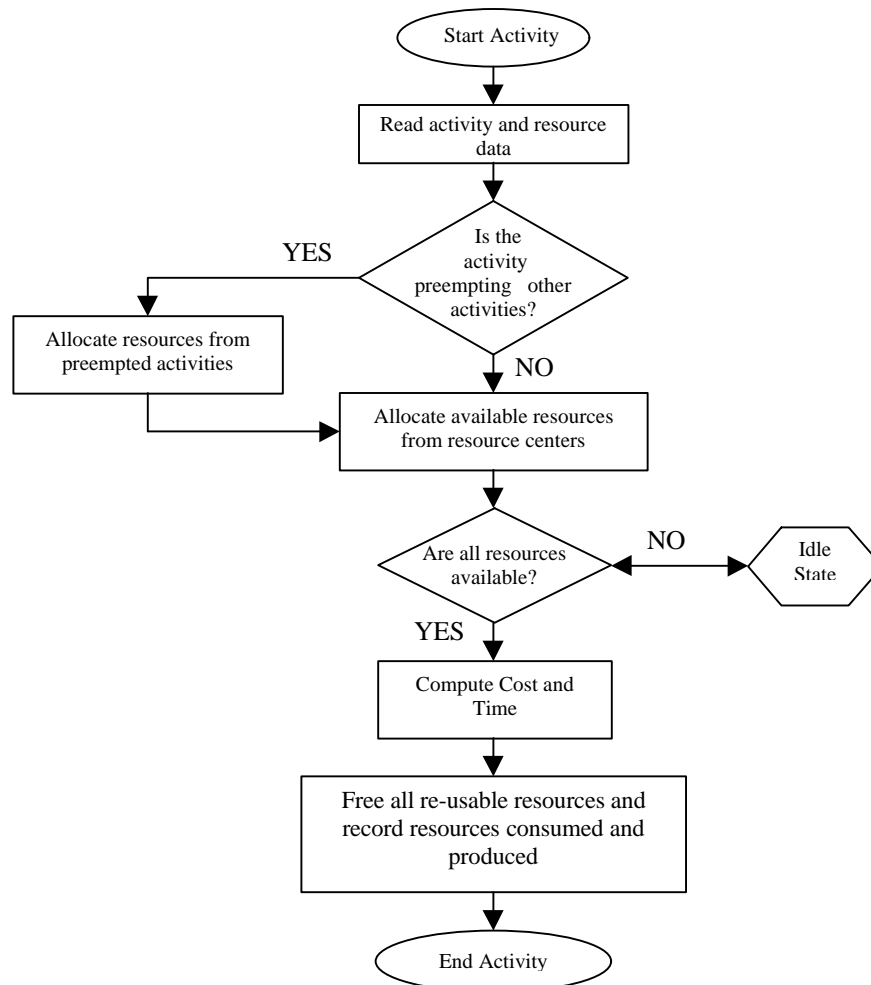 Start Activity
Read activity and resource
data
Is the
activity
preempting other
activities?
YES
Allocate resources from
preempted activities
NO
Allocate available resources
from resource centers
Are all resources
available?
NO
Idle
State
YES
Compute Cost and
Time
Free all re-usable resources and
record resources consumed and
produced
End Activity